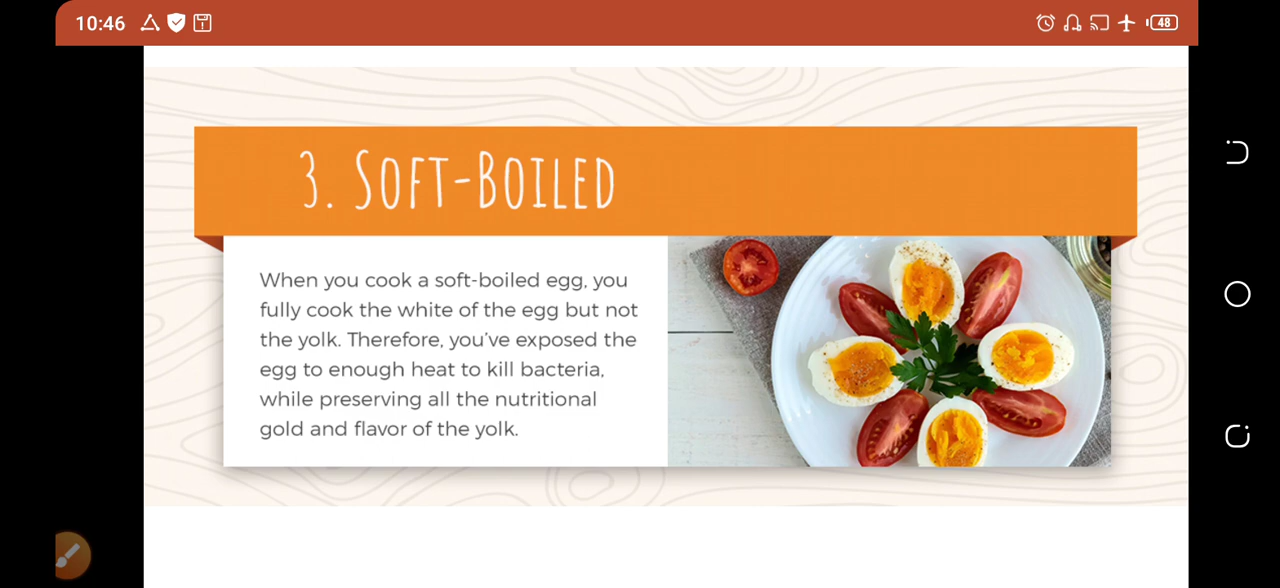 10:46
48
3. SOFT-BOILED
When you cook a soft-boiled egg, you
fully cook the white of the egg but not
the yolk. Therefore, you've exposed the
egg to enough heat to kill bacteria,
while preserving all the nutritional
gold and flavor of the yolk.